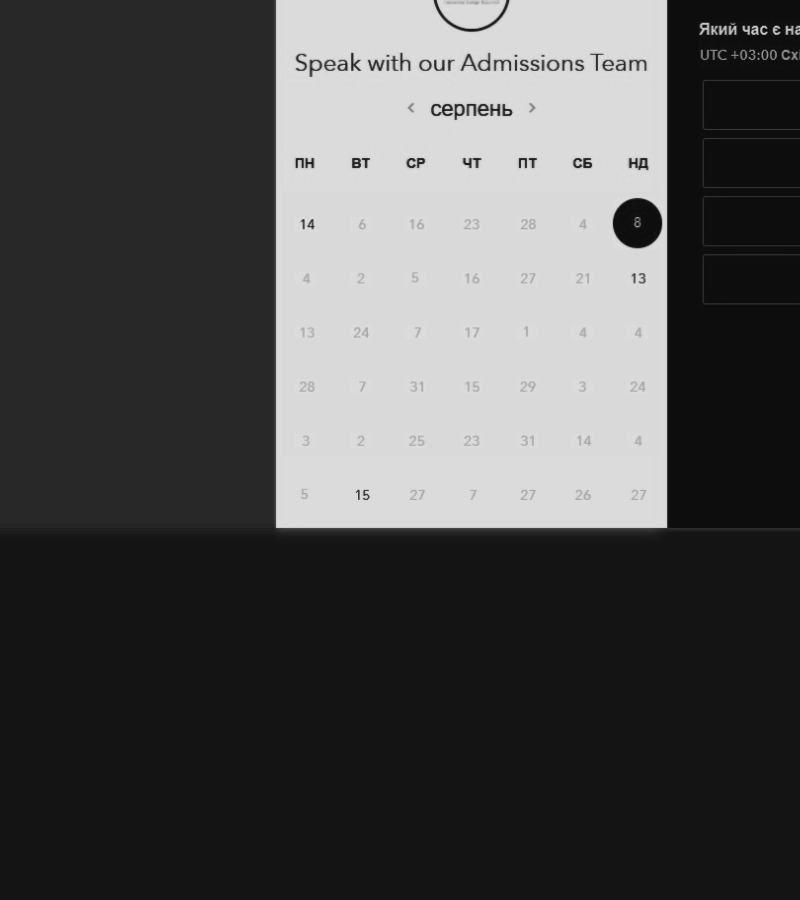 Speak with our Admissions Team
‹ серпень ›
ПН ВТ СР ЧТ ПТ СБ НД
14 6 16 23 28 4 8
4 2 5 16 27 21 13
13 24 7 17 1 4 4
28 7 31 15 29 3 24
3 2 25 23 31 14 4
5 15 27 7 27 26 27
Який час є на
UTC +03:00 Схі